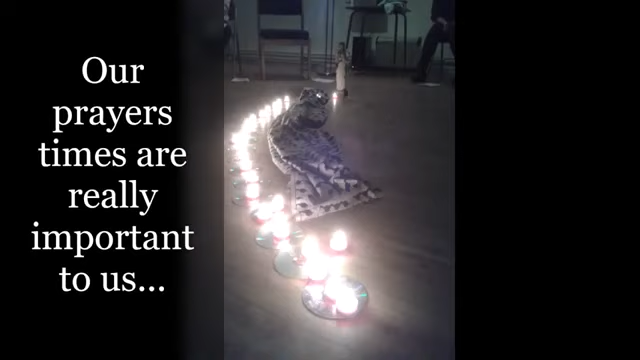 Our
prayers
times are
really
important
to us...